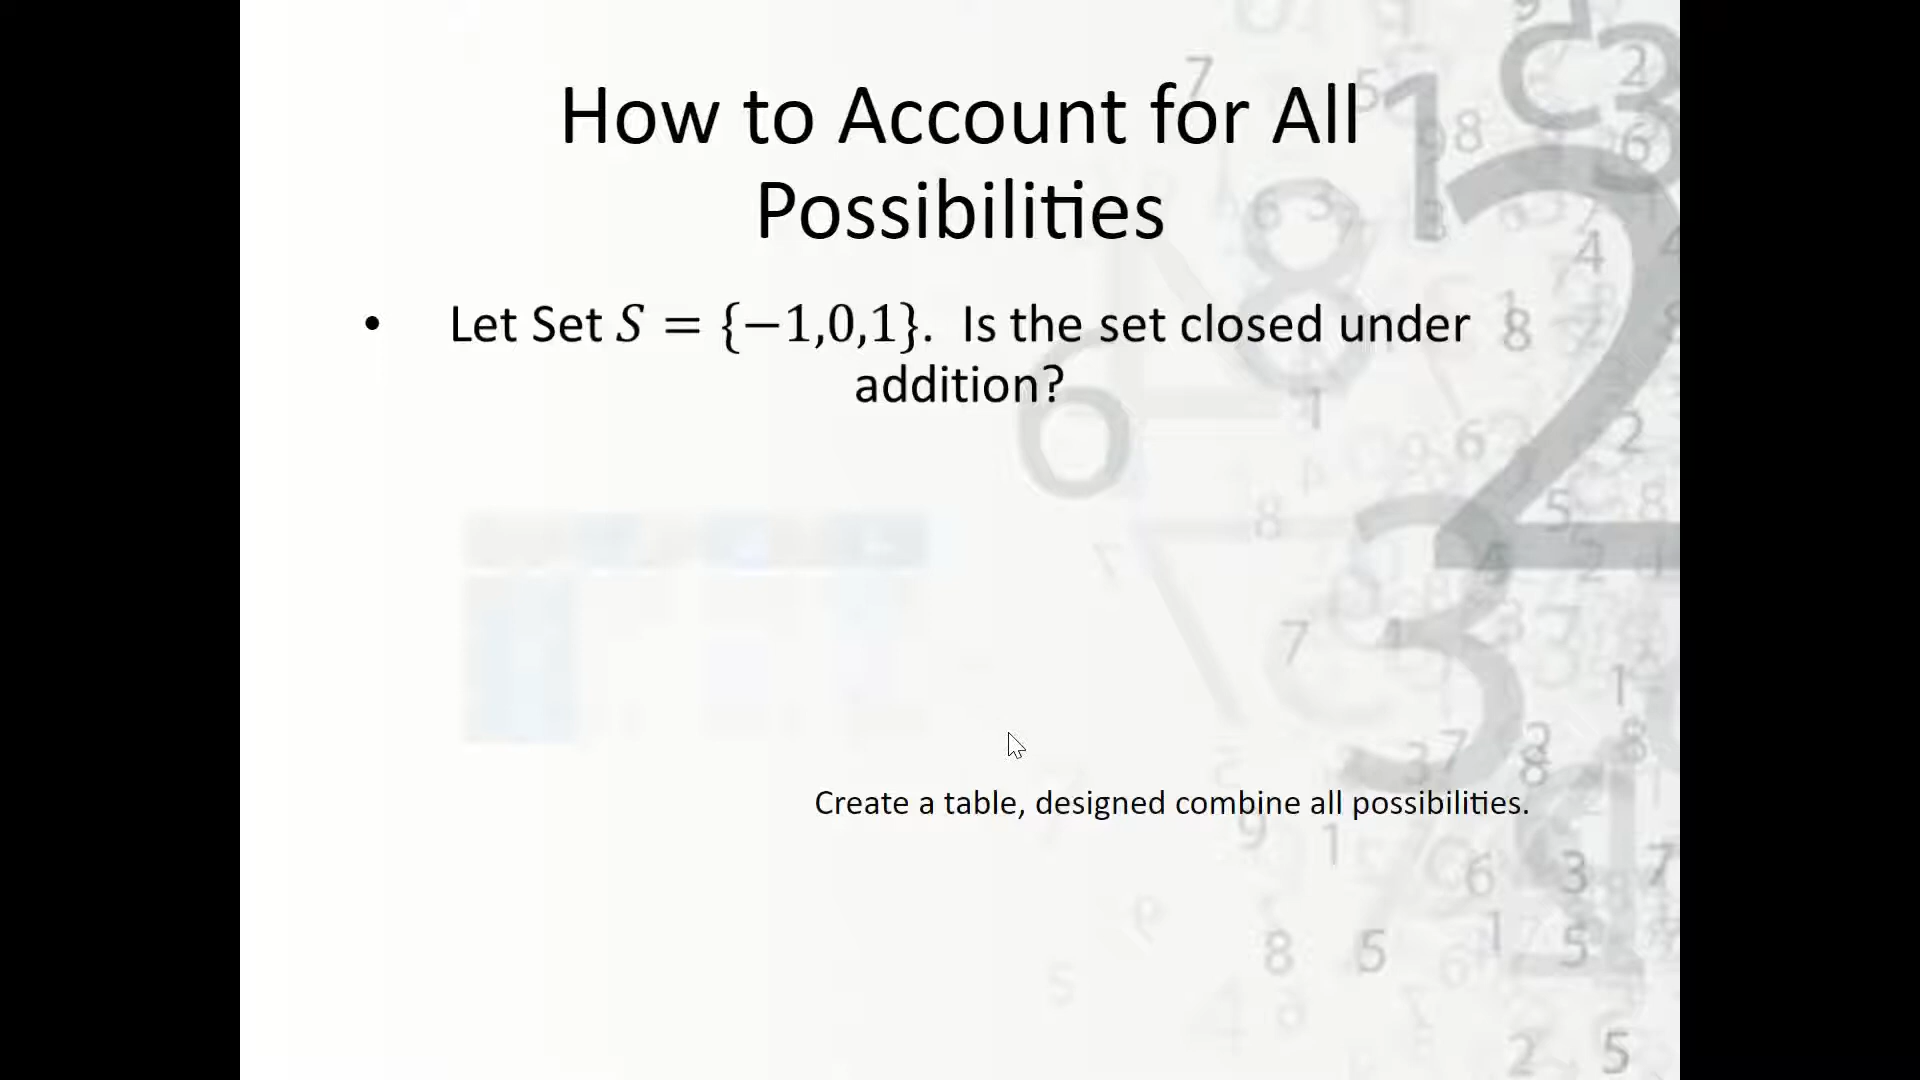 How to Account for All
Possibilities
• Let Set S = {−1,0,1}. Is the set closed under
addition?
Create a table, designed combine all possibilities.